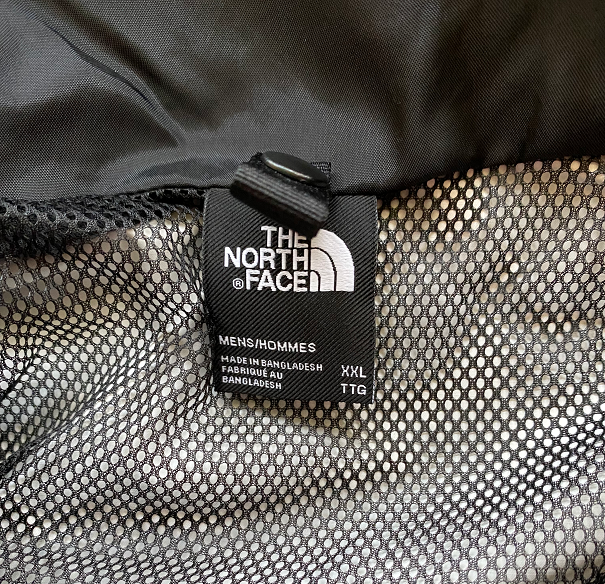 THE
NORTH
®FACE
MENS/HOMMES
MADE IN BANGLADESH
FABRIQUÉ AU
BANGLADESH
XXL
TTG